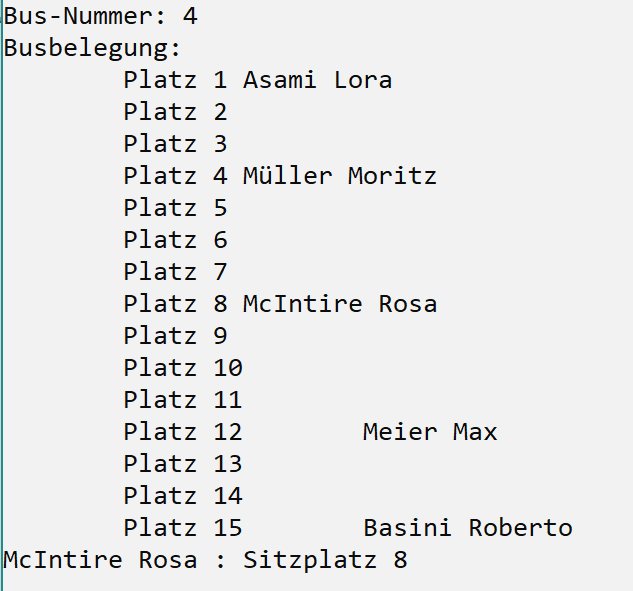 Bus-Nummer: 4
Busbelegung:
Platz 1 Asami Lora
Platz 2
Platz 3
Platz 4 Müller Moritz
Platz 5
Platz 6
Platz 7
Platz 8 McIntire Rosa
Platz 9
Platz 10
Platz 11
Platz 12 Meier Max
Platz 13
Platz 14
Platz 15 Basini Roberto
McIntire Rosa : Sitzplatz 8